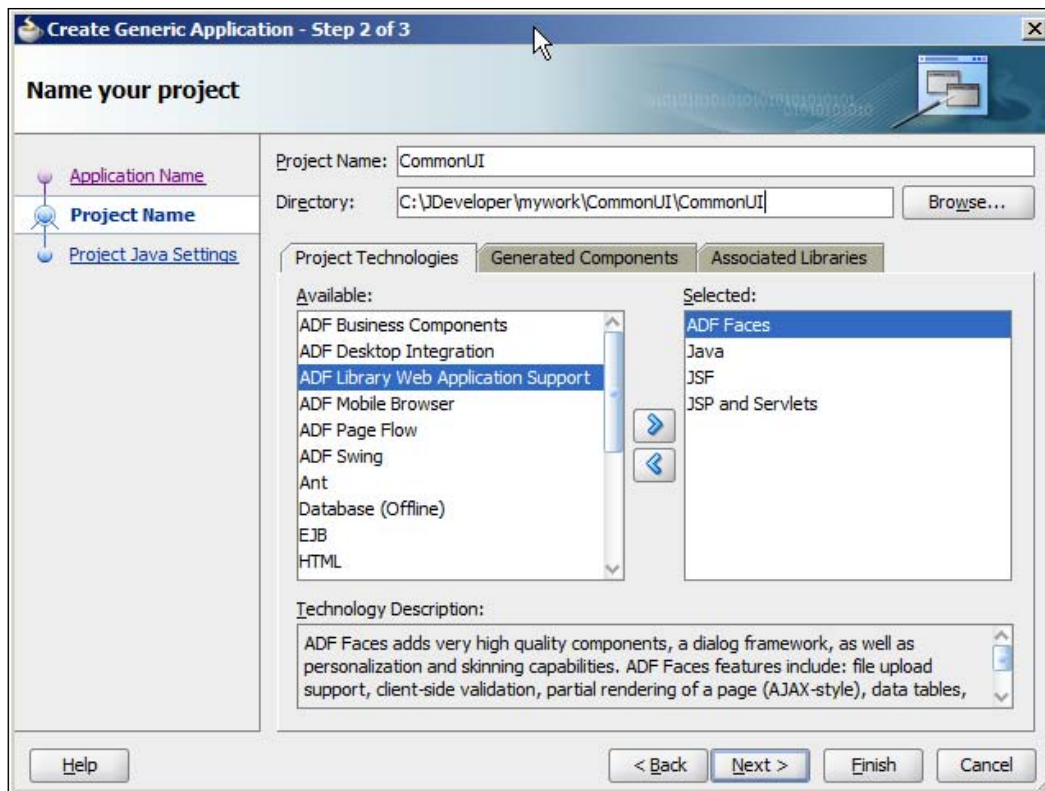 Create Generic Application - Step 2 of 3
Name your project
Application Name
Project Name
Project Java Settings
Project Name: CommonUI
Directory: C:\JDeveloper\mywork\CommonUI\CommonUI
Browse...
Project Technologies Generated Components Associated Libraries
Available:
ADF Business Components
ADF Desktop Integration
ADF Library Web Application Support
ADF Mobile Browser
ADF Page Flow
ADF Swing
Ant
Database (Offline)
EJB
HTML
Selected:
ADF Faces
Java
JSF
JSP and Servlets
Technology Description:
ADF Faces adds very high quality components, a dialog framework, as well as
personalization and skinning capabilities. ADF Faces features include: file upload
support, client-side validation, partial rendering of a page (AJAX-style), data tables,
Help
< Back
Next >
Finish
Cancel